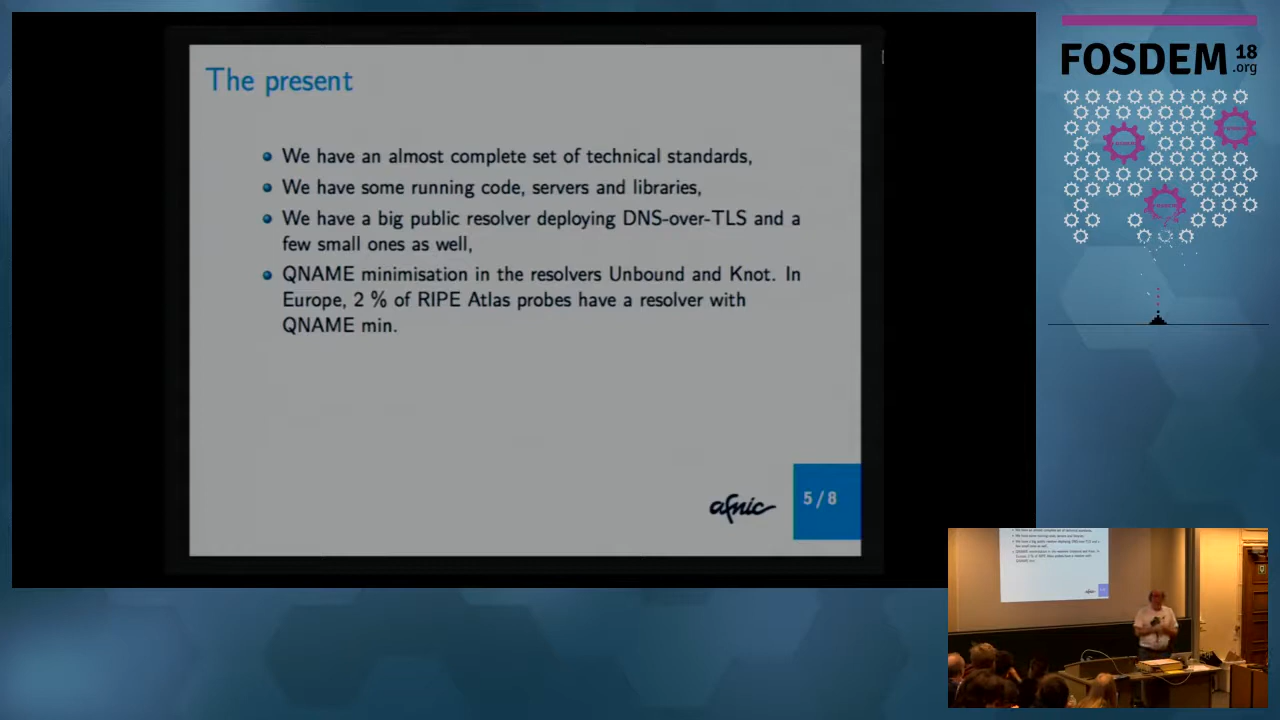 The present
We have an almost complete set of technical standards,
We have some running code, servers and libraries,
We have a big public resolver deploying DNS-over-TLS and a
few small ones as well,
QNAME minimisation in the resolvers Unbound and Knot. In
Europe, 2 % of RIPE Atlas probes have a resolver with
QNAME min.
afnic
5 / 8
FOSDEM 18
.org